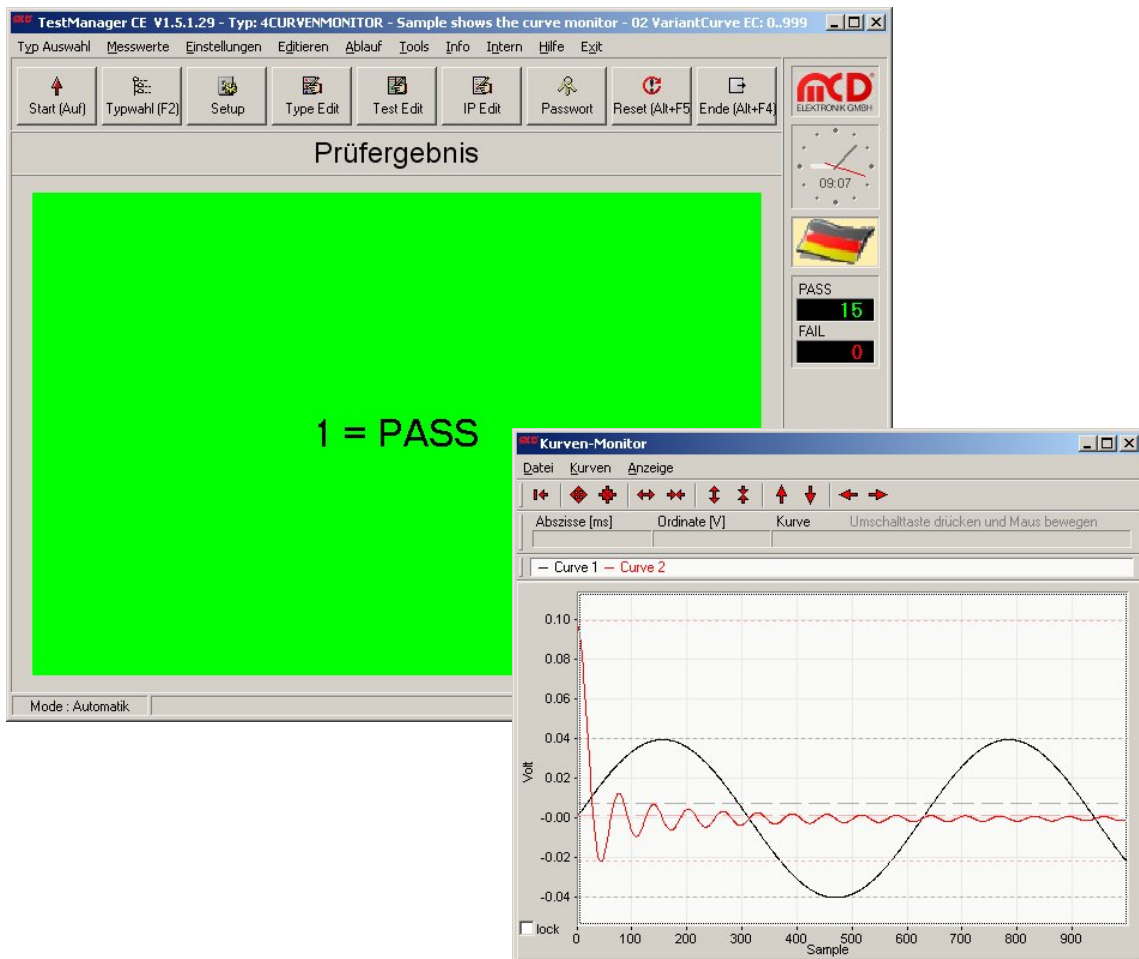 TestManager CE V1.5.1.29 - Typ: 4CURVENMONITOR - Sample shows the curve monitor - 02 VariantCurve EC: 0..999
Typ Auswahl Messwerte Einstellungen Editieren Ablauf Tools Info Intern Hilfe Exit
Start (Auf) Typwahl (F2) Setup Type Edit Test Edit IP Edit Passwort Reset (Alt+F5 Ende (Alt+F4)
MCD
ELEKTRONIK GMBH
Prüfergebnis
09:07
PASS
15
FAIL
0
1 = PASS
Mode : Automatik
Kurven-Monitor
Datei Kurven Anzeige
Abszisse [ms] Ordinate [V] Kurve Umschalttaste drücken und Maus bewegen
— Curve 1 — Curve 2
0.10
0.08
0.06
0.04
0.02
-0.00
-0.02
-0.04
Volt
lock
0 100 200 300 400 500 600 700 800 900
Sample